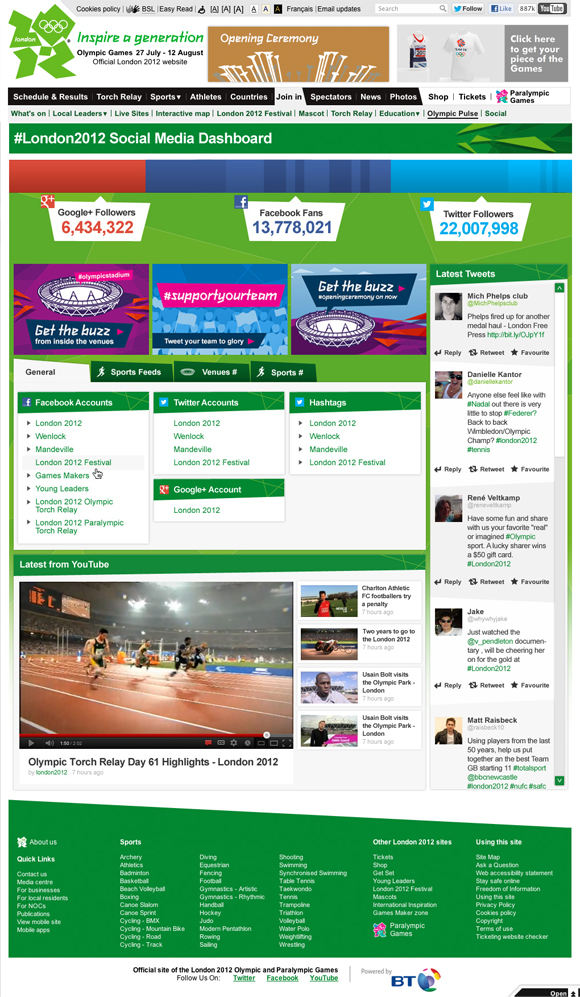 Cookies policy | BSL | Easy Read | [A] [A] [A] A A A Français | Email updates Search Follow Like 887k YouTube
london
Inspire a generation
Olympic Games 27 July - 12 August
Official London 2012 website
Opening Ceremony
Click here
to get your
piece of the
Games
Schedule & Results Torch Relay Sports Athletes Countries Join in Spectators News Photos Shop Tickets Paralympic Games
What's on | Local Leaders | Live Sites | Interactive map | London 2012 Festival | Mascot | Torch Relay | Education | Olympic Pulse | Social
#London2012 Social Media Dashboard
Google+ Followers
6,434,322
Facebook Fans
13,778,021
Twitter Followers
22,007,998
#olympicstadium
Get the buzz
from inside the venues
#supportyourteam
Tweet your team to glory
Get the buzz
#openingceremony on now
General
Sports Feeds
Venues #
Sports #
Facebook Accounts
London 2012
Wenlock
Mandeville
London 2012 Festival
Games Makers
Young Leaders
London 2012 Olympic
Torch Relay
London 2012 Paralympic
Torch Relay
Twitter Accounts
London 2012
Wenlock
Mandeville
London 2012 Festival
Google+ Account
London 2012
Hashtags
London 2012
Wenlock
Mandeville
London 2012 Festival
Latest Tweets
Mich Phelps club
@MichPhelpsclub
Phelps fired up for another
medal haul - London Free
Press http://bit.ly/OJpY1f
Reply Retweet Favourite
Danielle Kantor
@daniellekantor
Anyone else feel like with
#Nadal out there is very
little to stop #Federer?
Back to back
Wimbledon/Olympic
Champ? #london2012
#tennis
Reply Retweet Favourite
René Veltkamp
@reneveltkamp
Have some fun and share
with us your favorite "real"
or imagined #Olympic
sport. A lucky sharer wins
a $50 gift card.
#London2012
Reply Retweet Favourite
Jake
@whywhyjake
Just watched the
@v_pendleton documen-
tary , will be cheering her
on for the gold at
#London2012
Reply Retweet Favourite
Matt Raisbeck
@raisbeck10
Using players from the last
50 years, help us put
together an the best Team
GB starting 11 #totalsport
@bbcnewcastle
#london2012 #nufc #safc
Latest from YouTube
1:50 / 2:02
Olympic Torch Relay Day 61 Highlights - London 2012
by london2012 - 7 hours ago
Charlton Athletic
FC footballers try
a penalty
7 hours ago
Two years to go to
the London 2012
7 hours ago
Usain Bolt visits
the Olympic Park -
London
7 hours ago
Usain Bolt visits
the Olympic Park -
London
7 hours ago
About us
Quick Links
Contact us
Media centre
For businesses
For local residents
For NOCs
Publications
View mobile site
Mobile apps
Sports
Archery
Athletics
Badminton
Basketball
Beach Volleyball
Boxing
Canoe Slalom
Canoe Sprint
Cycling - BMX
Cycling - Mountain Bike
Cycling - Road
Cycling - Track
Diving
Equestrian
Fencing
Football
Gymnastics - Artistic
Gymnastics - Rhythmic
Handball
Hockey
Judo
Modern Pentathlon
Rowing
Sailing
Shooting
Swimming
Synchronised Swimming
Table Tennis
Taekwondo
Tennis
Trampoline
Triathlon
Volleyball
Water Polo
Weightlifting
Wrestling
Other London 2012 sites
Tickets
Shop
Get Set
Young Leaders
London 2012 Festival
Mascots
International Inspiration
Games Maker zone
Paralympic
Games
Using this site
Site Map
Ask a Question
Web accessibility statement
Stay safe online
Freedom of Information
Using this site
Privacy Policy
Cookies policy
Copyright
Terms of use
Ticketing website checker
Official site of the London 2012 Olympic and Paralympic Games
Follow Us On: Twitter Facebook YouTube
Powered by
BT
Open